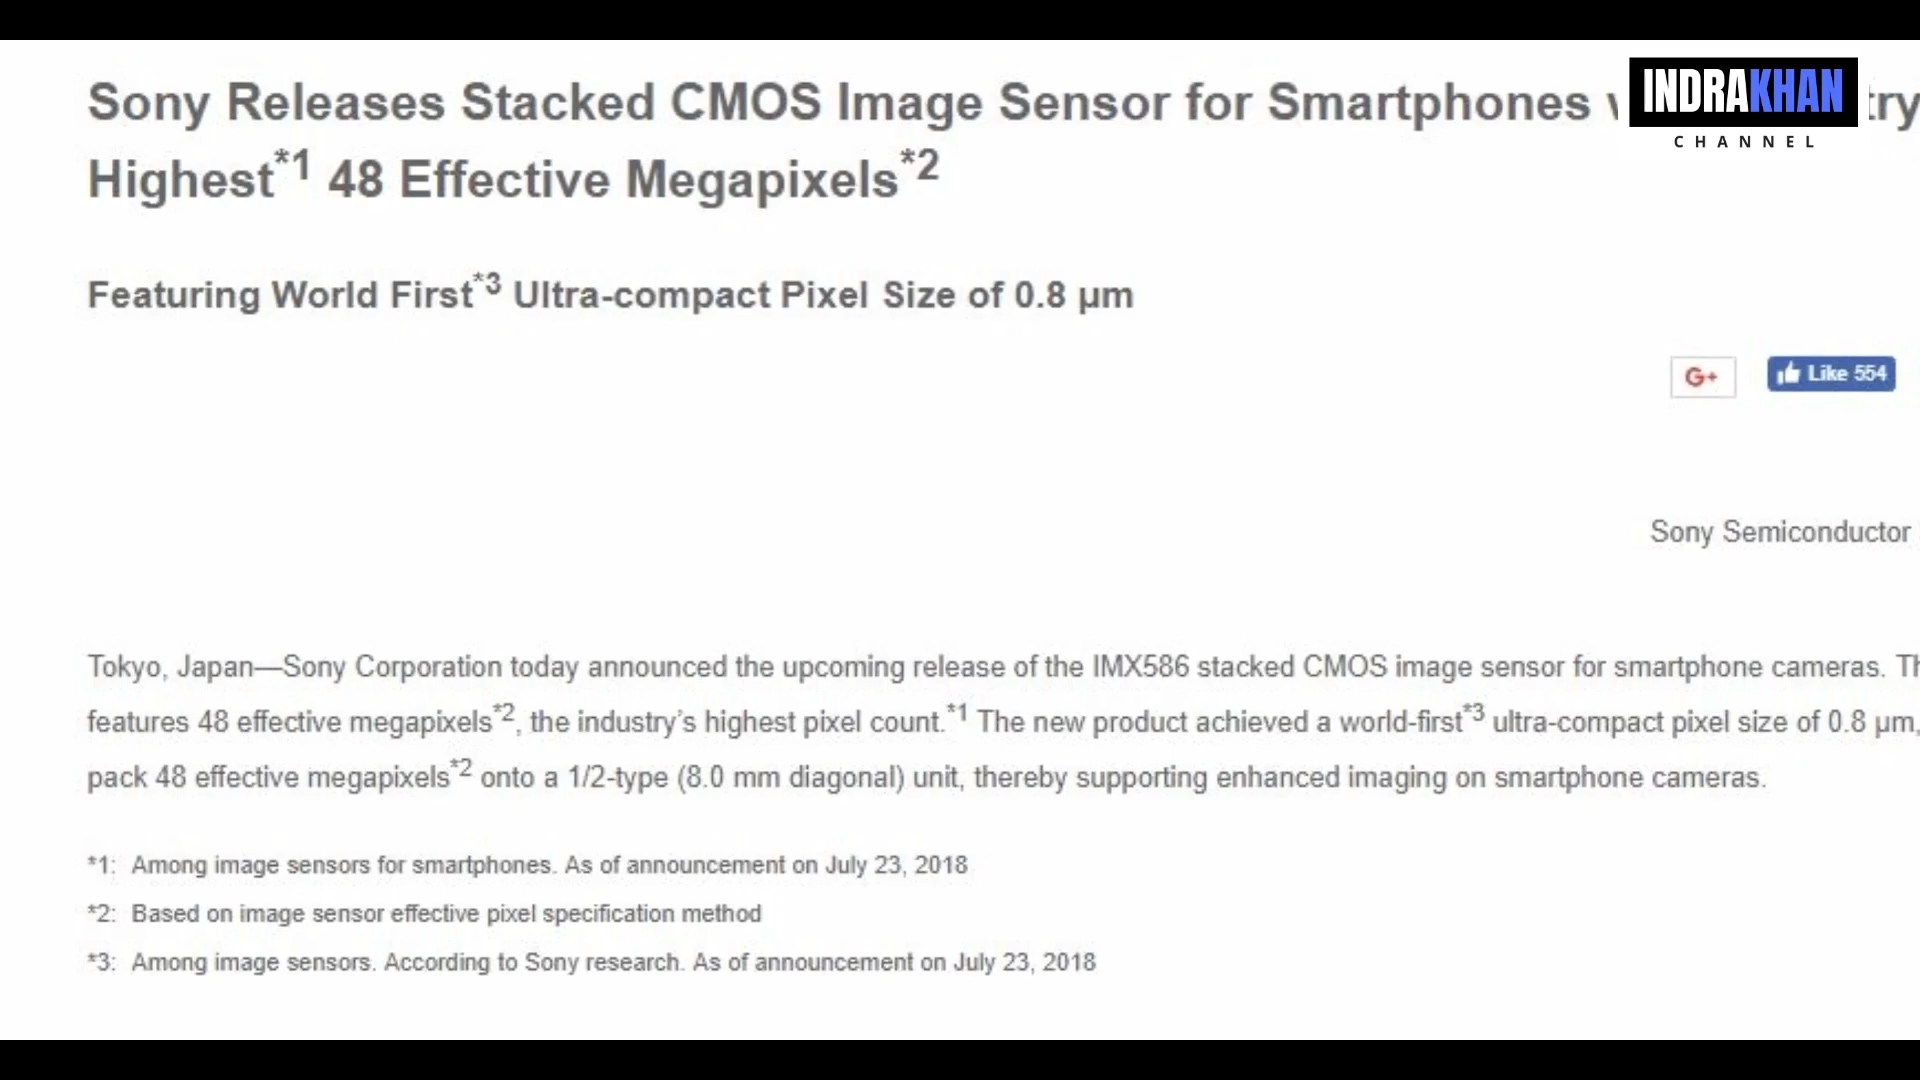 Sony Releases Stacked CMOS Image Sensor for Smartphones
INDRAKHAN
CHANNEL
Highest*1 48 Effective Megapixels*2
Featuring World First*3 Ultra-compact Pixel Size of 0.8 µm
G+
Like 554
Sony Semiconductor
Tokyo, Japan—Sony Corporation today announced the upcoming release of the IMX586 stacked CMOS image sensor for smartphone cameras.
features 48 effective megapixels*2, the industry’s highest pixel count.*1 The new product achieved a world-first*3 ultra-compact pixel size of 0.8 µm,
pack 48 effective megapixels*2 onto a 1/2-type (8.0 mm diagonal) unit, thereby supporting enhanced imaging on smartphone cameras.
*1: Among image sensors for smartphones. As of announcement on July 23, 2018
*2: Based on image sensor effective pixel specification method
*3: Among image sensors. According to Sony research. As of announcement on July 23, 2018